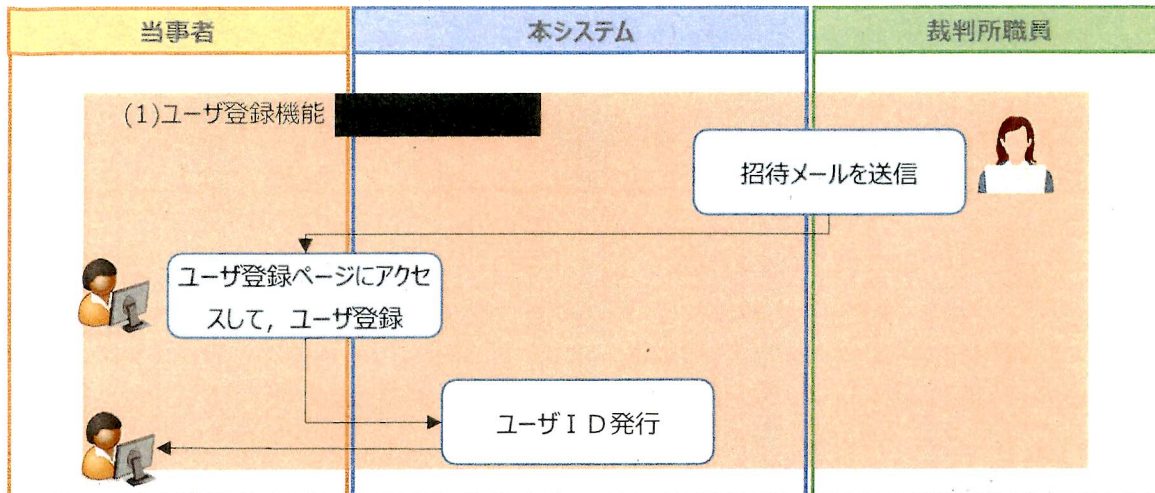 当事者
本システム
裁判所職員
(1)ユーザ登録機能
招待メールを送信
ユーザ登録ページにアクセ
スして，ユーザ登録
ユーザＩＤ発行